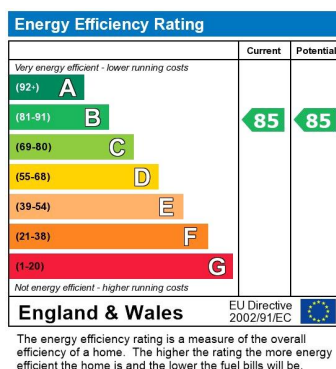 Energy Efficiency Rating
Current Potential
Very energy efficient - lower running costs
(92+) A
(81-91) B 85 85
(69-80) C
(55-68) D
(39-54) E
(21-38) F
(1-20) G
Not energy efficient - higher running costs
England & Wales EU Directive
2002/91/EC
The energy efficiency rating is a measure of the overall
efficiency of a home. The higher the rating the more energy
efficient the home is and the lower the fuel bills will be.